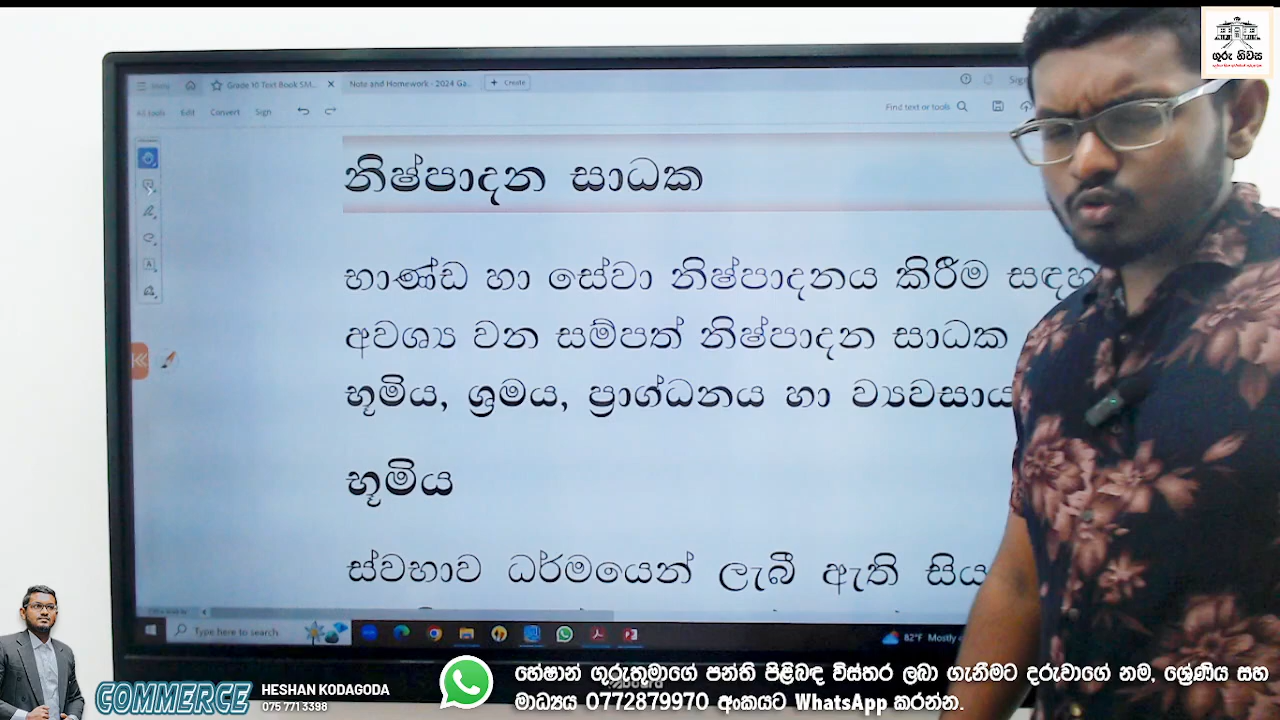 ගුරු නිවස
Grade 10 Text Book SM... Note and Homework - 2024 Ga... Create
All tools Edit Convert Sign Find text or tools
නිෂ්පාදන සාධක
භාණ්ඩ හා සේවා නිෂ්පාදනය කිරීම
අවශ්‍ය වන සම්පත් නිෂ්පාදන සාධක
භූමිය, ශ්‍රමය, ප්‍රාග්ධනය හා
භූමිය
ස්වභාව ධර්මයෙන් ලැබී ඇති
Type here to search 82°F Mostly
COMMERCE HESHAN KODAGODA
075 771 3398
හේෂාන් ගුරුතුමාගේ පන්ති පිළිබඳ විස්තර ලබා ගැනීමට දරුවාගේ නම, ශ්‍රේණිය සහ
මාධ්‍යය 0772879970 අංකයට WhatsApp කරන්න.